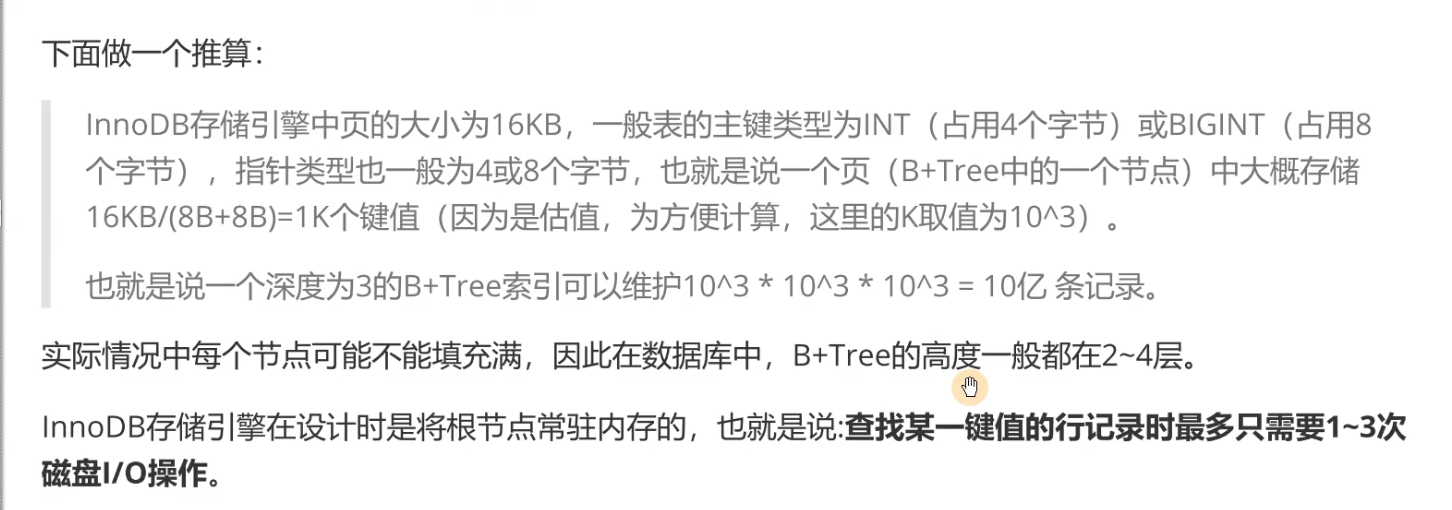 下面做一个推算：
InnoDB存储引擎中页的大小为16KB，一般表的主键类型为INT（占用4个字节）或BIGINT（占用8
个字节），指针类型也一般为4或8个字节，也就是说一个页（B+Tree中的一个节点）中大概存储
16KB/(8B+8B)=1K个键值（因为是估值，为方便计算，这里的K取值为10^3）。
也就是说一个深度为3的B+Tree索引可以维护10^3 * 10^3 * 10^3 = 10亿 条记录。
实际情况中每个节点可能不能填充满，因此在数据库中，B+Tree的高度一般都在2~4层。
InnoDB存储引擎在设计时是将根节点常驻内存的，也就是说:查找某一键值的行记录时最多只需要1~3次
磁盘I/O操作。